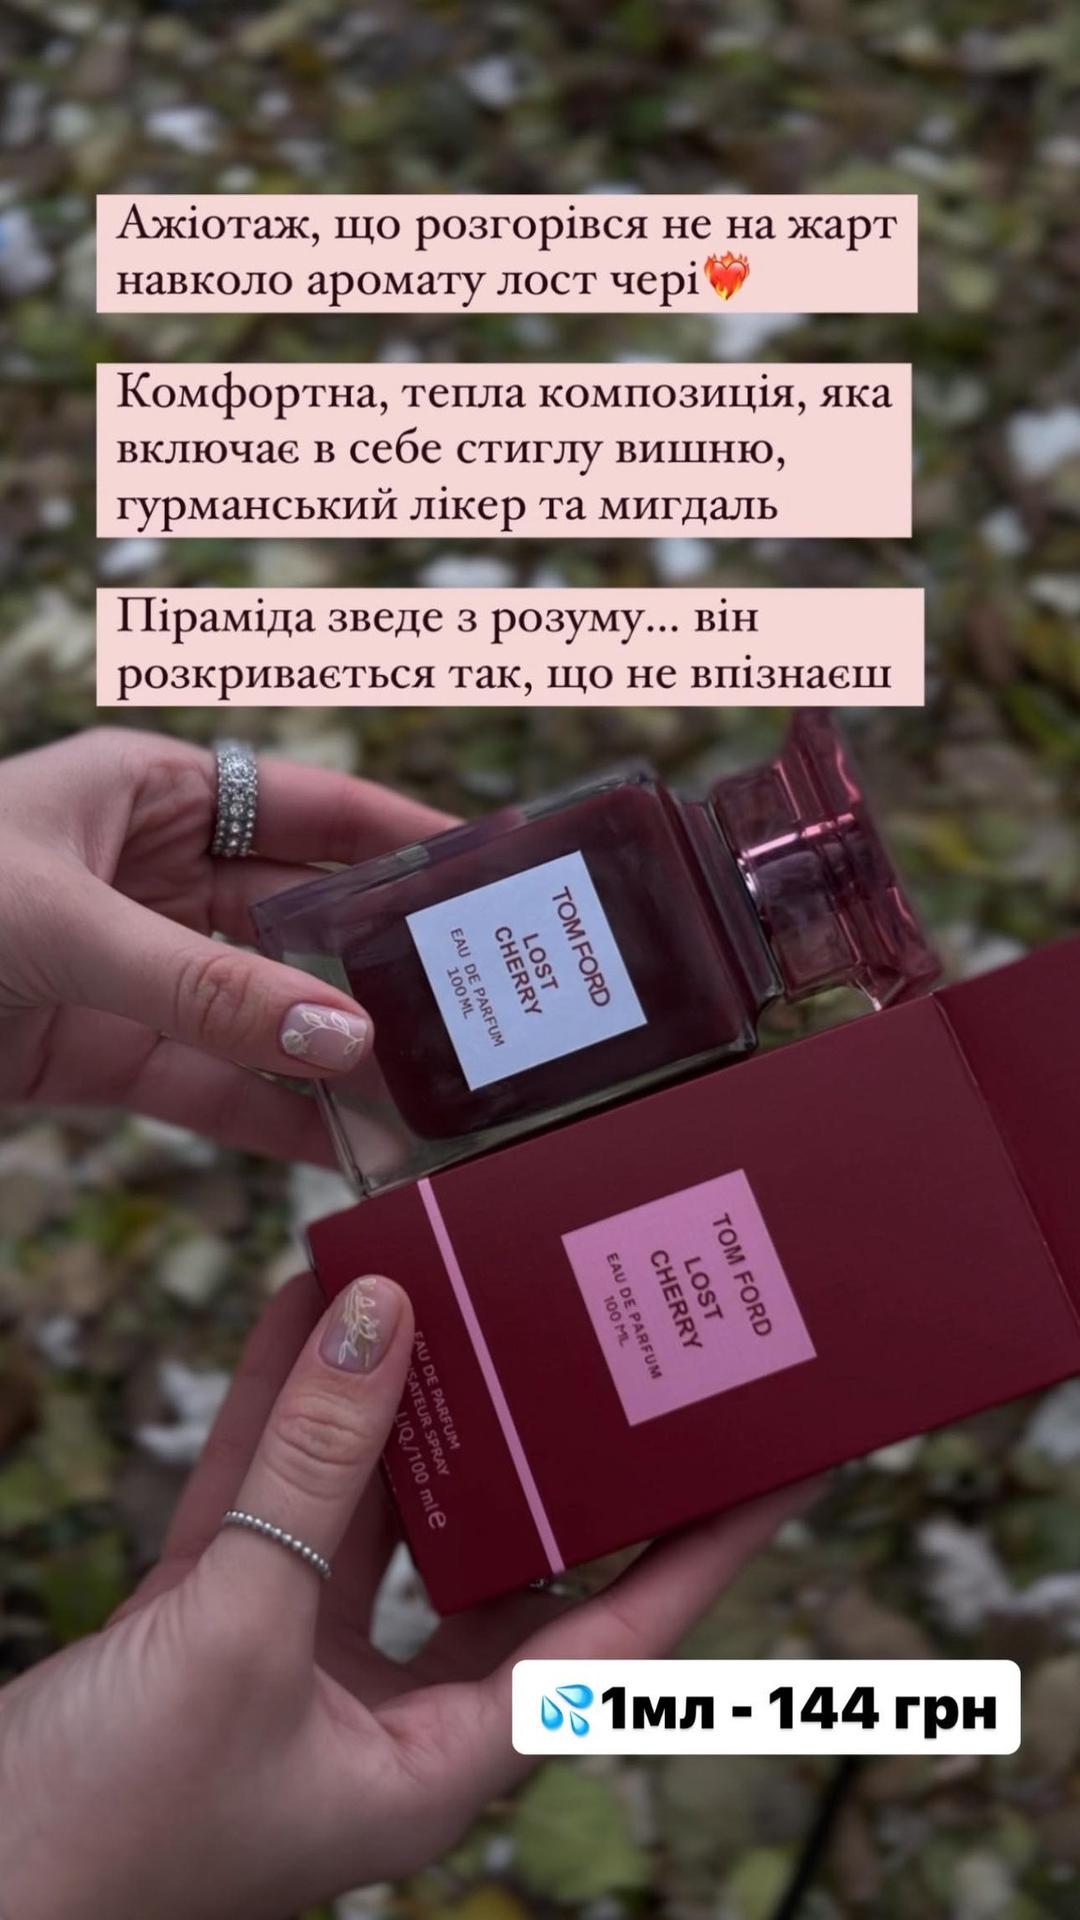 Ажіотаж, що розгорівся не на жарт
навколо аромату лост чері❤️‍🔥
Комфортна, тепла композиція, яка
включає в себе стиглу вишню,
гурманський лікер та мигдаль
Піраміда зведе з розуму... він
розкривається так, що не впізнаєш
TOM FORD
LOST
CHERRY
EAU DE PARFUM
100 ML
TOM FORD
LOST
CHERRY
EAU DE PARFUM
100 ML
EAU DE PARFUM
SPRAY
LIQ./100 ml e
💦1мл - 144 грн